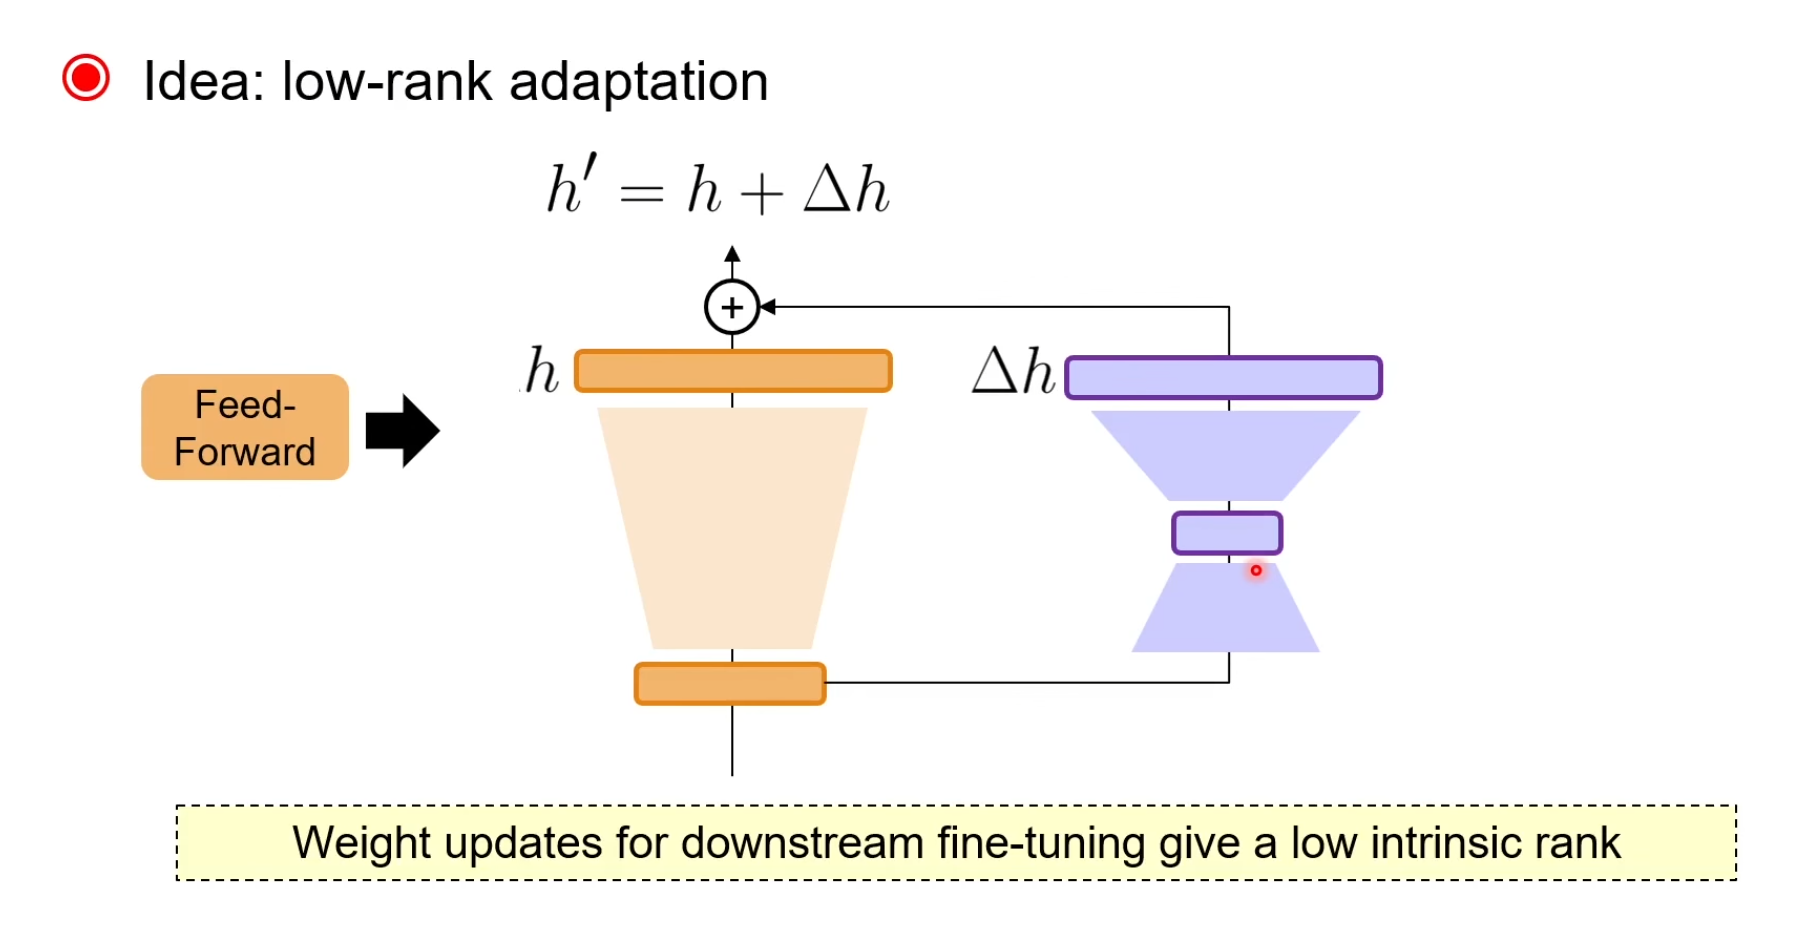 Idea: low-rank adaptation
h′ = h + Δh
+
h
Δh
Feed-
Forward
Weight updates for downstream fine-tuning give a low intrinsic rank